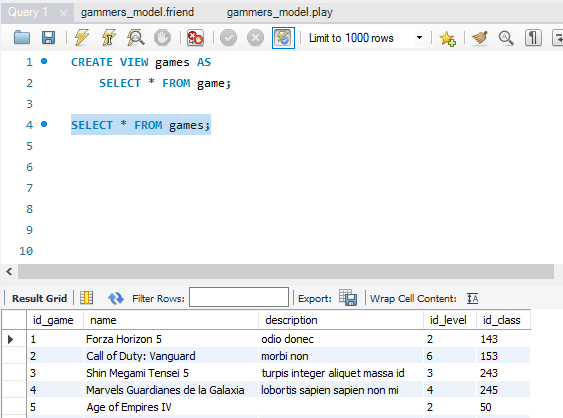 Query 1 gammers_model.friend gammers_model.play
Limit to 1000 rows
1 CREATE VIEW games AS
2 SELECT * FROM game;
3
4 SELECT * FROM games;
5
6
7
8
9
10
Result Grid Filter Rows: Export: Wrap Cell Content:
id_game name description id_level id_class
1 Forza Horizon 5 odio donec 2 143
2 Call of Duty: Vanguard morbi non 6 153
3 Shin Megami Tensei 5 turpis integer aliquet massa id 3 243
4 Marvels Guardianes de la Galaxia lobortis sapien sapien non mi 4 245
5 Age of Empires IV 2 50